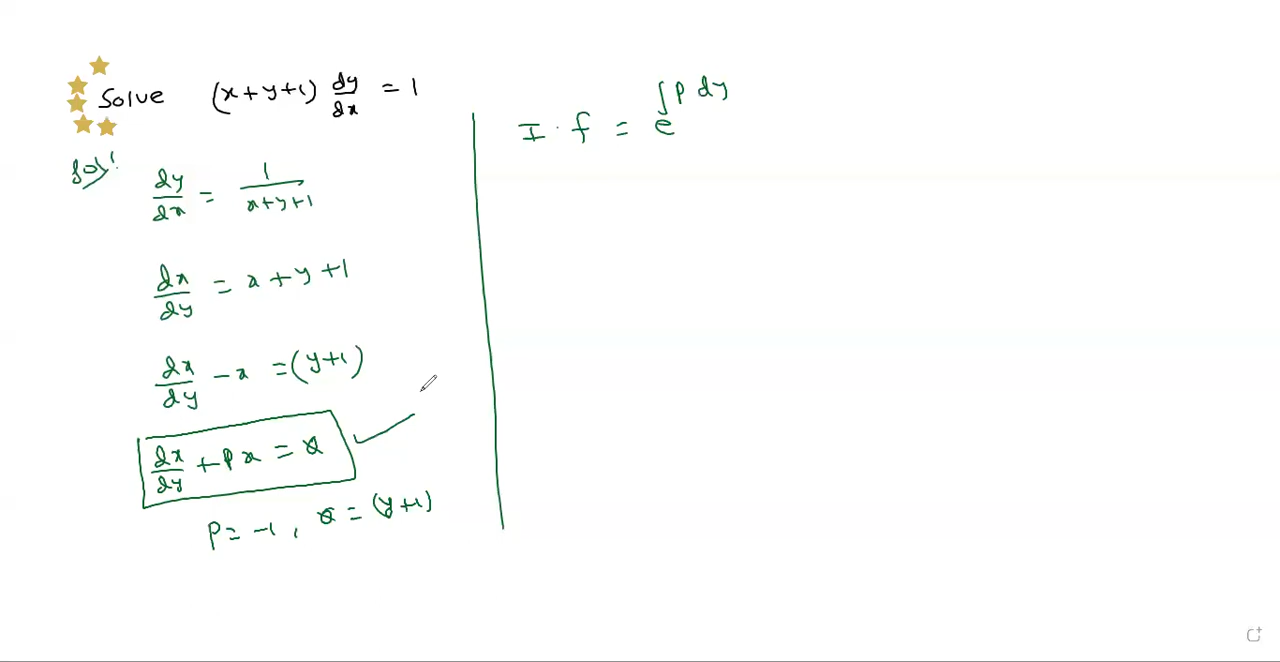 Solve (x+y+1) dy/dx = 1
Sol:
dy/dx = 1/(x+y+1)
dx/dy = x+y+1
dx/dy - x = (y+1)
dx/dy + Px = Q
P = -1, Q = (y+1)
I.f = e^∫P dy